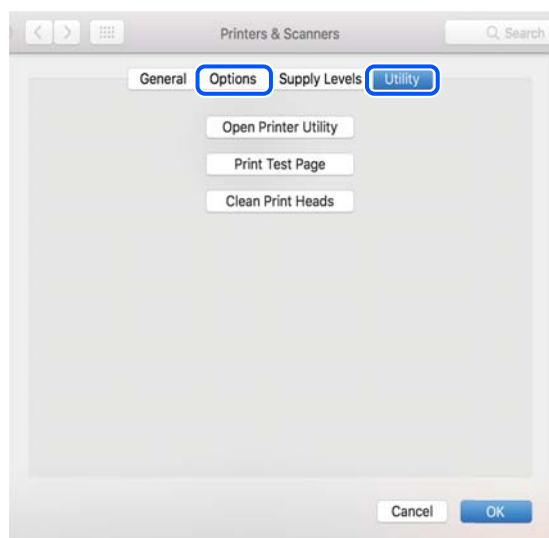 Printers & Scanners Search
General Options Supply Levels Utility
Open Printer Utility
Print Test Page
Clean Print Heads
Cancel OK